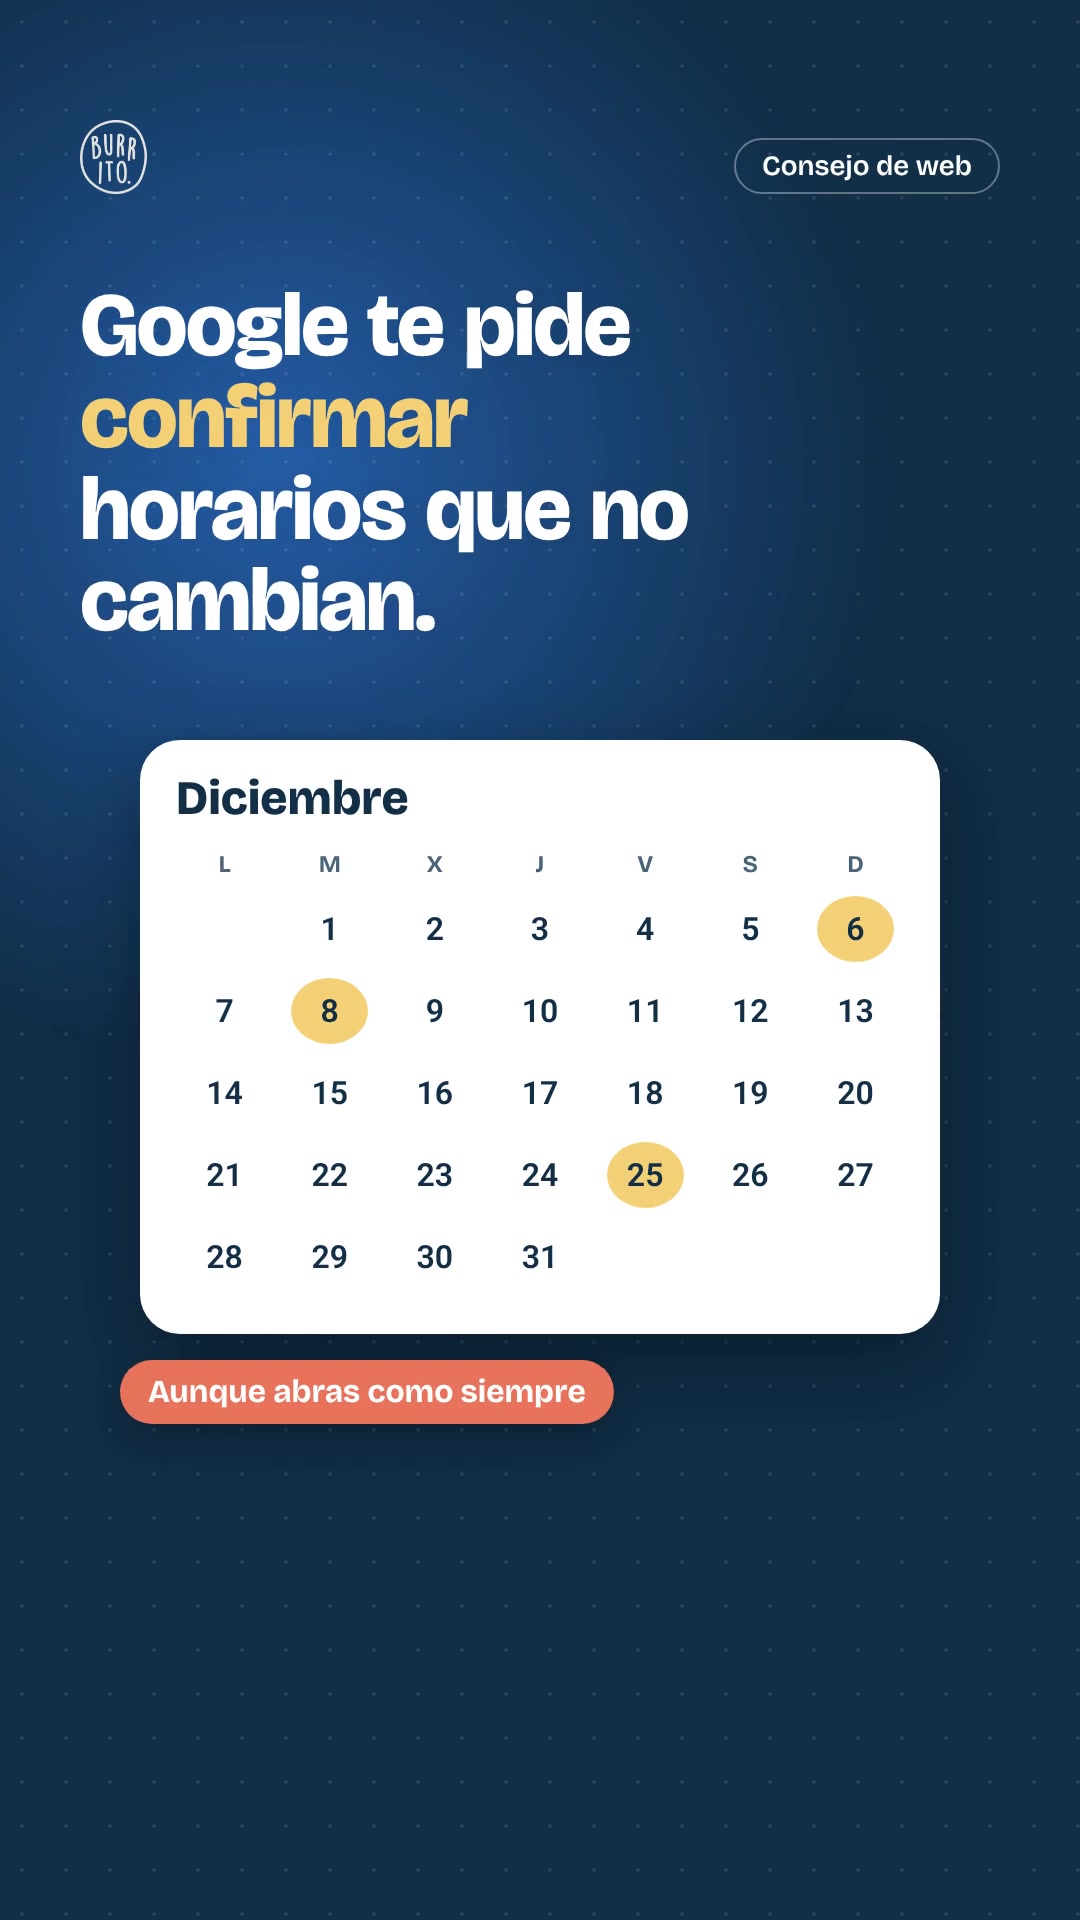 BURR
ITO.
Consejo de web
Google te pide
confirmar
horarios que no
cambian.
Diciembre
L M X J V S D
1 2 3 4 5 6
7 8 9 10 11 12 13
14 15 16 17 18 19 20
21 22 23 24 25 26 27
28 29 30 31
Aunque abras como siempre